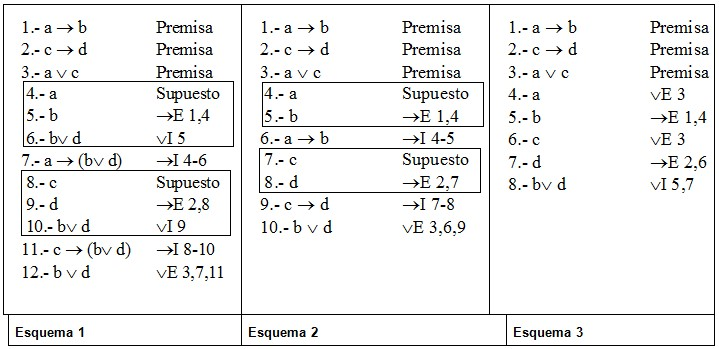 1.- a → b Premisa
2.- c → d Premisa
3.- a ∨ c Premisa
4.- a Supuesto
5.- b →E 1,4
6.- b∨ d ∨I 5
7.- a → (b∨ d) →I 4-6
8.- c Supuesto
9.- d →E 2,8
10.- b∨ d ∨I 9
11.- c → (b∨ d) →I 8-10
12.- b ∨ d ∨E 3,7,11
Esquema 1
1.- a → b Premisa
2.- c → d Premisa
3.- a ∨ c Premisa
4.- a Supuesto
5.- b →E 1,4
6.- a → b →I 4-5
7.- c Supuesto
8.- d →E 2,7
9.- c → d →I 7-8
10.- b ∨ d ∨E 3,6,9
Esquema 2
1.- a → b Premisa
2.- c → d Premisa
3.- a ∨ c Premisa
4.- a ∨E 3
5.- b →E 1,4
6.- c ∨E 3
7.- d →E 2,6
8.- b∨ d ∨I 5,7
Esquema 3